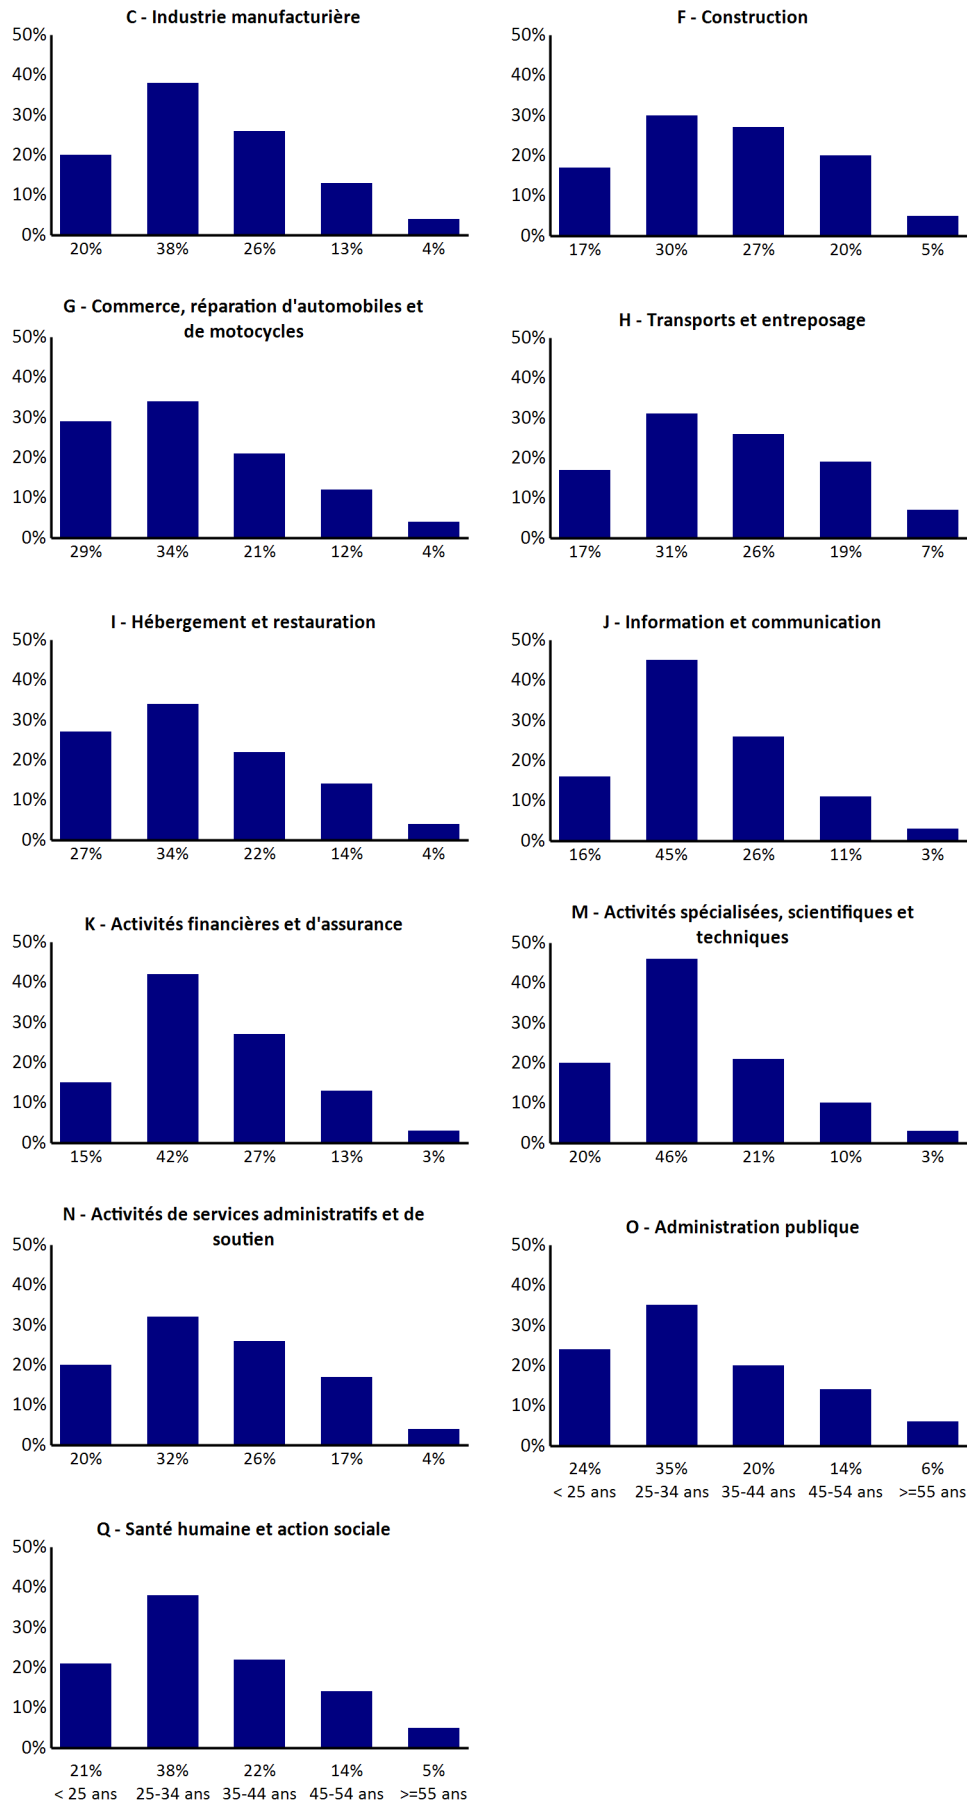 C - Industrie manufacturière
50%
40%
30%
20%
10%
0%
20% 38% 26% 13% 4%
F - Construction
50%
40%
30%
20%
10%
0%
17% 30% 27% 20% 5%
G - Commerce, réparation d'automobiles et
de motocycles
50%
40%
30%
20%
10%
0%
29% 34% 21% 12% 4%
H - Transports et entreposage
50%
40%
30%
20%
10%
0%
17% 31% 26% 19% 7%
I - Hébergement et restauration
50%
40%
30%
20%
10%
0%
27% 34% 22% 14% 4%
J - Information et communication
50%
40%
30%
20%
10%
0%
16% 45% 26% 11% 3%
K - Activités financières et d'assurance
50%
40%
30%
20%
10%
0%
15% 42% 27% 13% 3%
M - Activités spécialisées, scientifiques et
techniques
50%
40%
30%
20%
10%
0%
20% 46% 21% 10% 3%
N - Activités de services administratifs et de
soutien
50%
40%
30%
20%
10%
0%
20% 32% 26% 17% 4%
O - Administration publique
50%
40%
30%
20%
10%
0%
24% 35% 20% 14% 6%
< 25 ans 25-34 ans 35-44 ans 45-54 ans >=55 ans
Q - Santé humaine et action sociale
50%
40%
30%
20%
10%
0%
21% 38% 22% 14% 5%
< 25 ans 25-34 ans 35-44 ans 45-54 ans >=55 ans